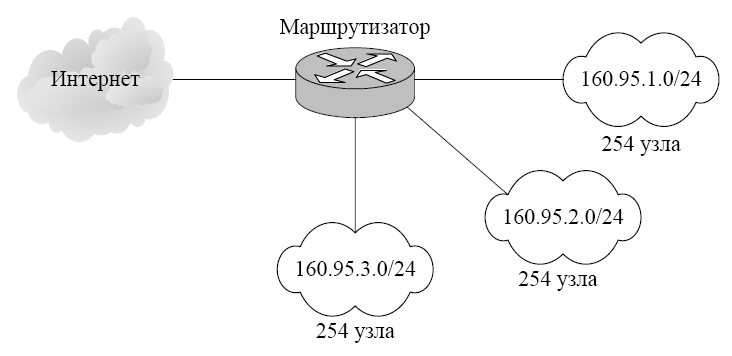 Маршрутизатор
Интернет
160.95.1.0/24
254 узла
160.95.2.0/24
254 узла
160.95.3.0/24
254 узла